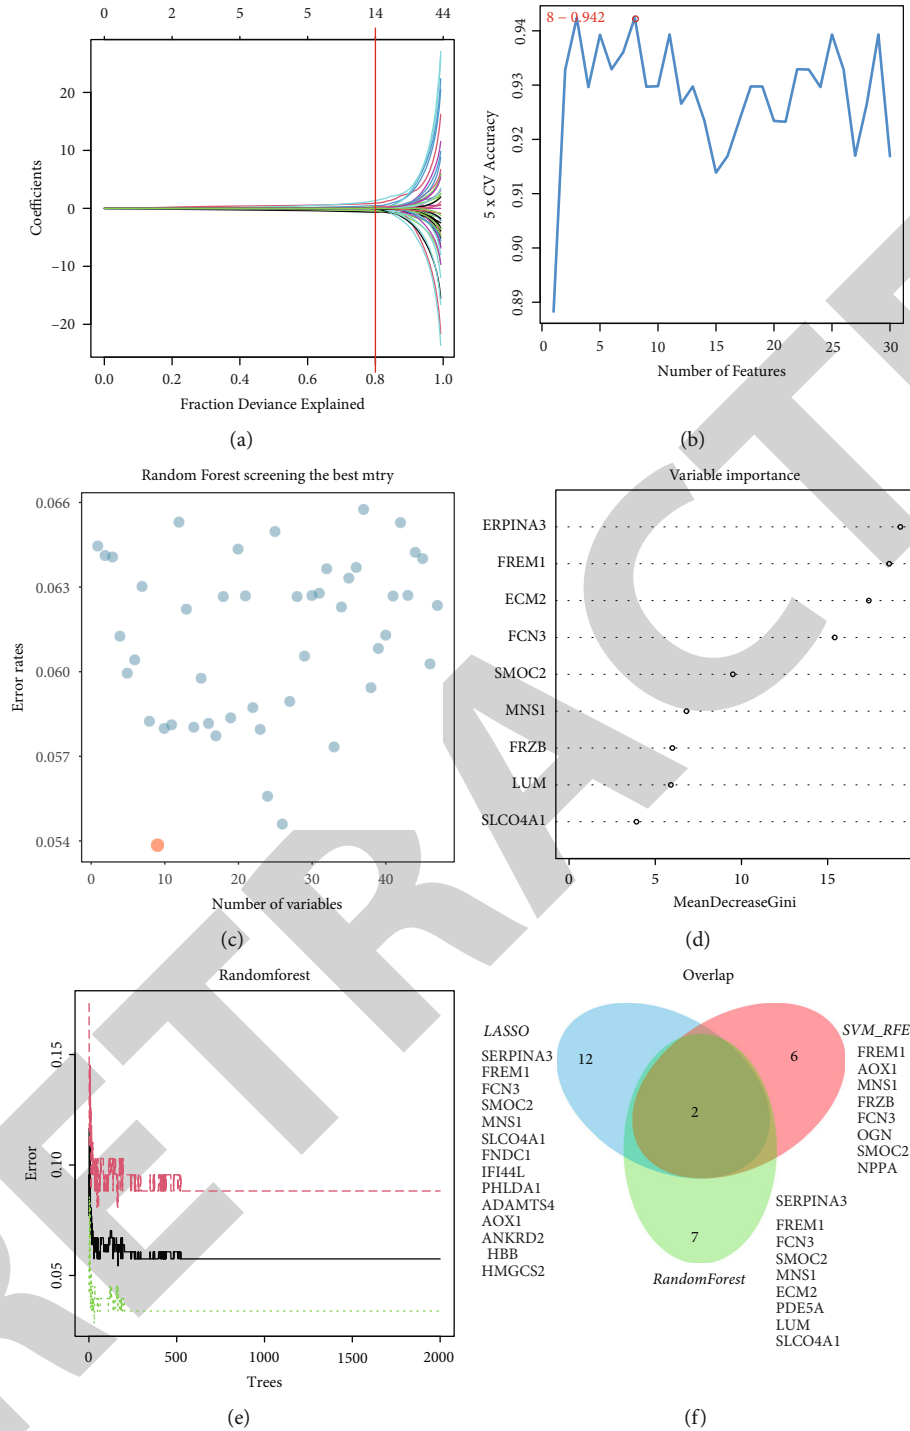 0 2 5 5 14 44
20
10
0
−10
−20
Coefficients
0.0 0.2 0.4 0.6 0.8 1.0
Fraction Deviance Explained
(a)
8 − 0.942
0.94
0.93
0.92
0.91
0.90
0.89
5 x CV Accuracy
0 5 10 15 20 25 30
Number of Features
(b)
Random Forest screening the best mtry
0.066
0.063
0.060
0.057
0.054
Error rates
0 10 20 30 40
Number of variables
(c)
Variable importance
ERPINA3
FREM1
ECM2
FCN3
SMOC2
MNS1
FRZB
LUM
SLCO4A1
0 5 10 15
MeanDecreaseGini
(d)
Randomforest
0.15
0.10
0.05
Error
0 500 1000 1500 2000
Trees
(e)
Overlap
LASSO
SERPINA3
FREM1
FCN3
SMOC2
MNS1
SLCO4A1
FNDC1
IFI44L
PHLDA1
ADAMTS4
AOX1
ANKRD2
HBB
HMGCS2
12
2
6
7
SVM_RFE
FREM1
AOX1
MNS1
FRZB
FCN3
OGN
SMOC2
NPPA
RandomForest
SERPINA3
FREM1
FCN3
SMOC2
MNS1
ECM2
PDE5A
LUM
SLCO4A1
(f)
RETRACTE